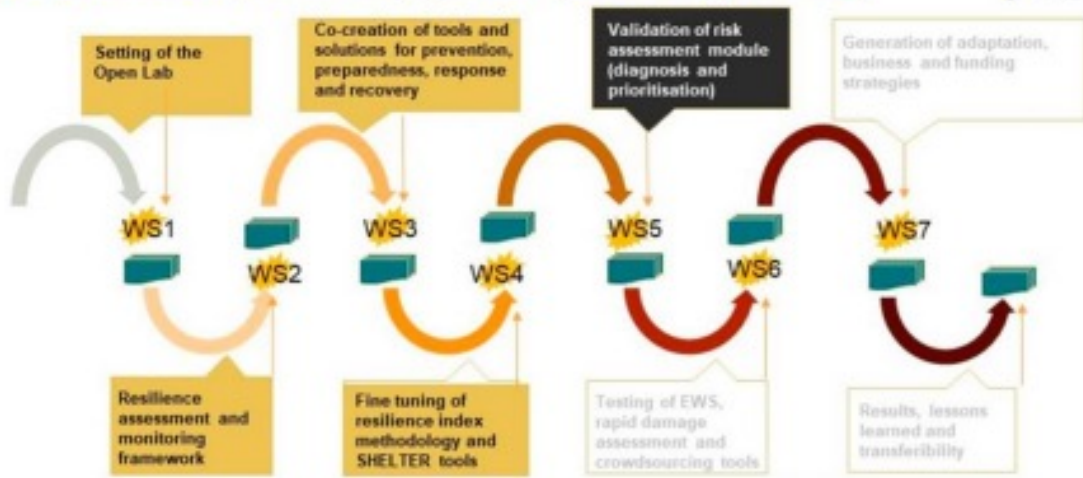 Setting of the
Open Lab
Co-creation of tools and
solutions for prevention,
preparedness, response
and recovery
Validation of risk
assessment module
(diagnosis and
prioritisation)
Generation of adaptation,
business and funding
strategies
WS1
WS3
WS5
WS7
WS2
WS4
WS6
Resilience
assessment and
monitoring
framework
Fine tuning of
resilience index
methodology and
SHELTER tools
Testing of EWS,
rapid damage
assessment and
crowdsourcing tools
Results, lessons
learned and
transferibility